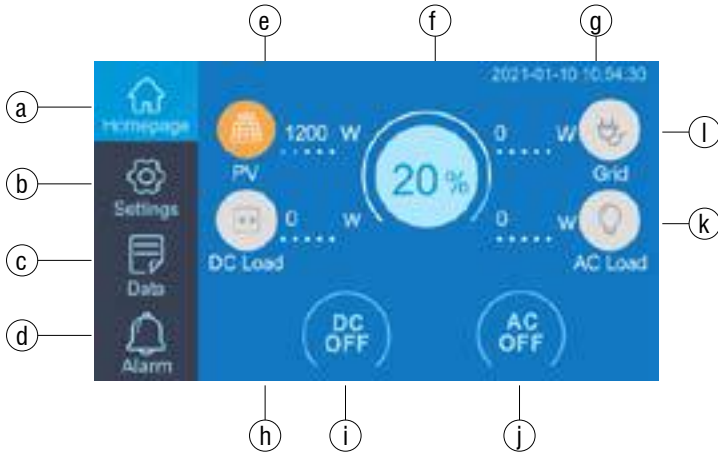 e f g
2021-01-10 10:54:30
a
Homepage
1200 W
0 W
l
PV
20 %
Grid
b
Settings
0 W
0 W
k
DC Load
AC Load
c
Data
DC
OFF
AC
OFF
d
Alarm
h i j